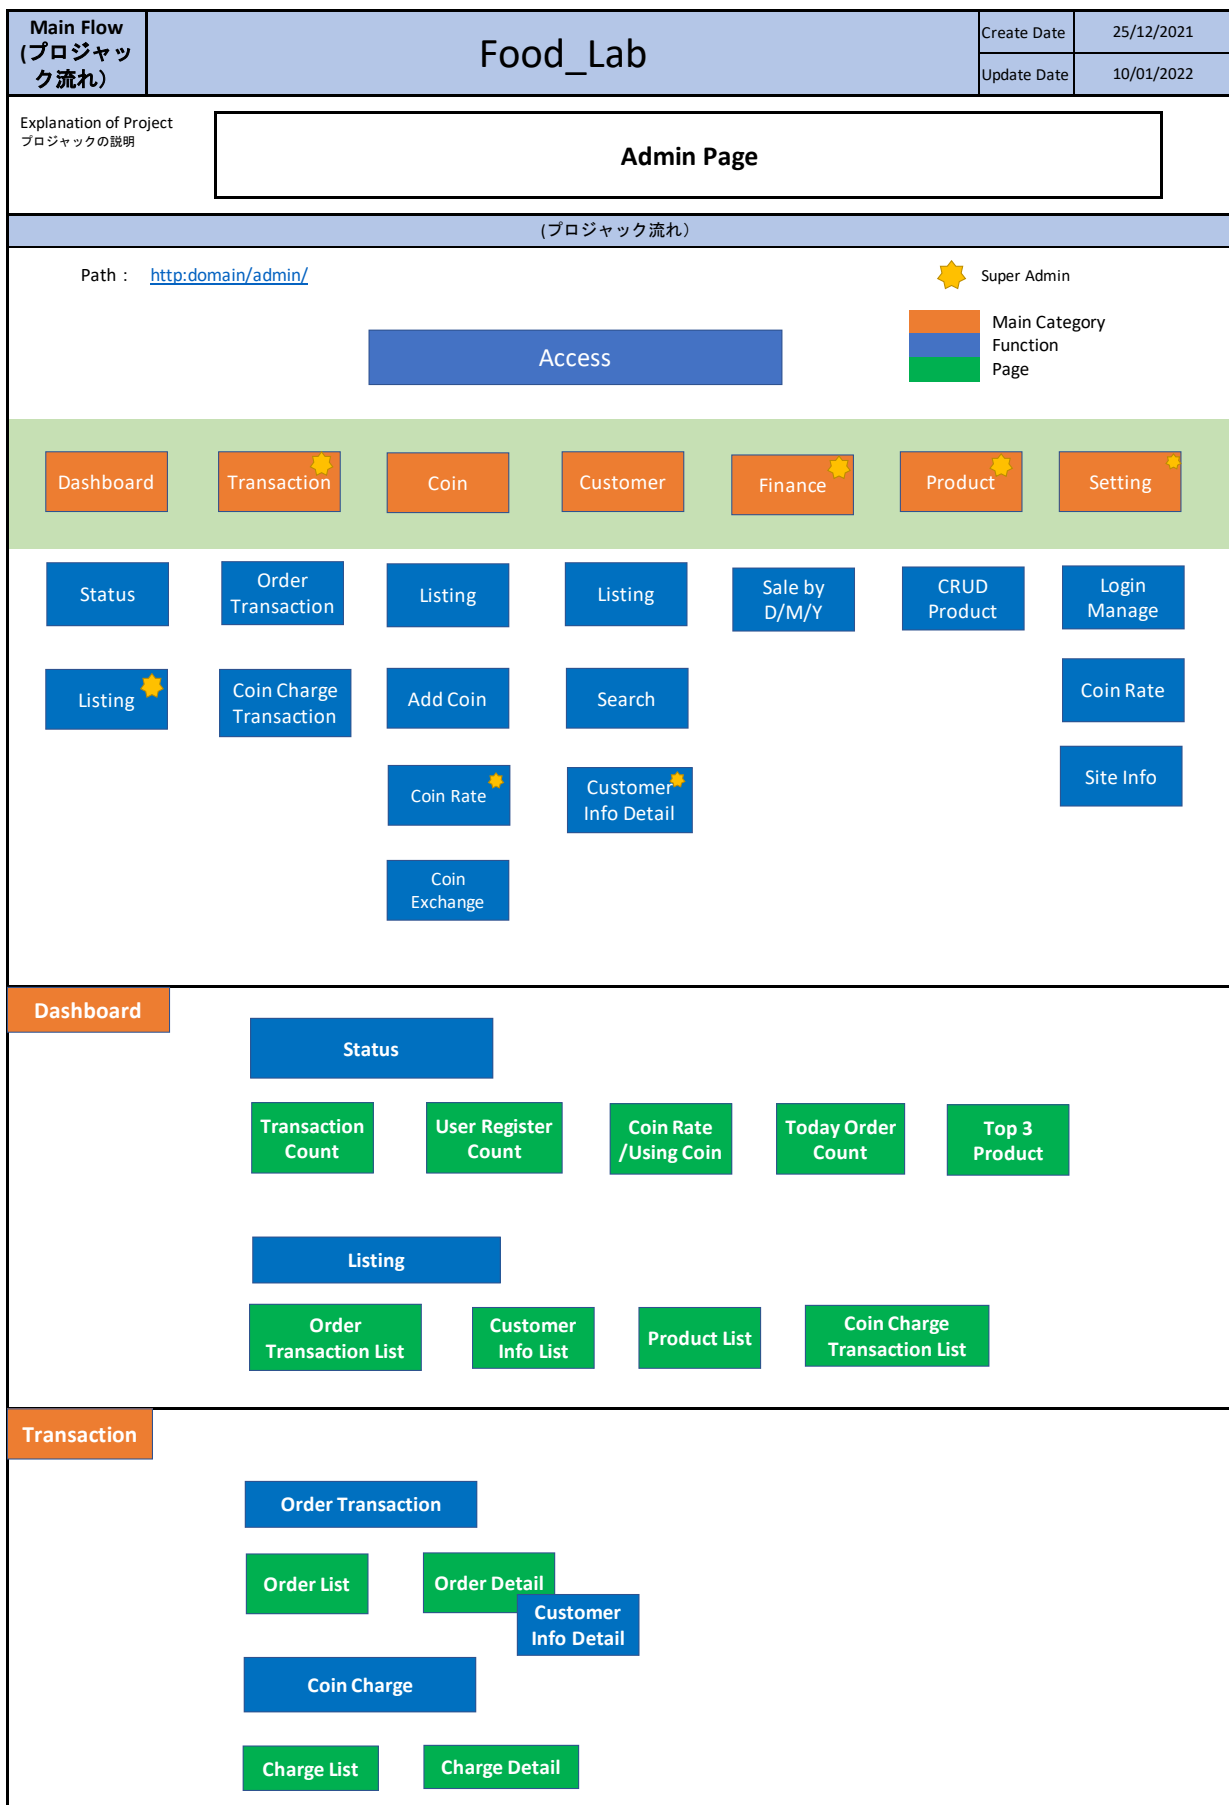 Main Flow
(プロジャッ
ク流れ）
Food_Lab
Create Date
25/12/2021
Update Date
10/01/2022
Explanation of Project
プロジャックの説明
Admin Page
(プロジャック流れ）
Path :
http:domain/admin/
Super Admin
Main Category
Function
Page
Access
Dashboard
Transaction
Coin
Customer
Finance
Product
Setting
Status
Order
Transaction
Listing
Listing
Sale by
D/M/Y
CRUD
Product
Login
Manage
Listing
Coin Charge
Transaction
Add Coin
Search
Coin Rate
Coin Rate
Customer
Info Detail
Site Info
Coin
Exchange
Dashboard
Status
Transaction
Count
User Register
Count
Coin Rate
/Using Coin
Today Order
Count
Top 3
Product
Listing
Order
Transaction List
Customer
Info List
Product List
Coin Charge
Transaction List
Transaction
Order Transaction
Order List
Order Detail
Customer
Info Detail
Coin Charge
Charge List
Charge Detail